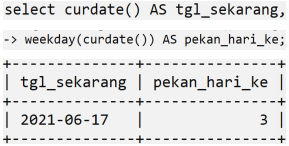 select curdate() AS tgl_sekarang,
-> weekday(curdate()) AS pekan_hari_ke;
+--------------+---------------+
| tgl_sekarang | pekan_hari_ke |
+--------------+---------------+
| 2021-06-17 | 3 |
+--------------+---------------+